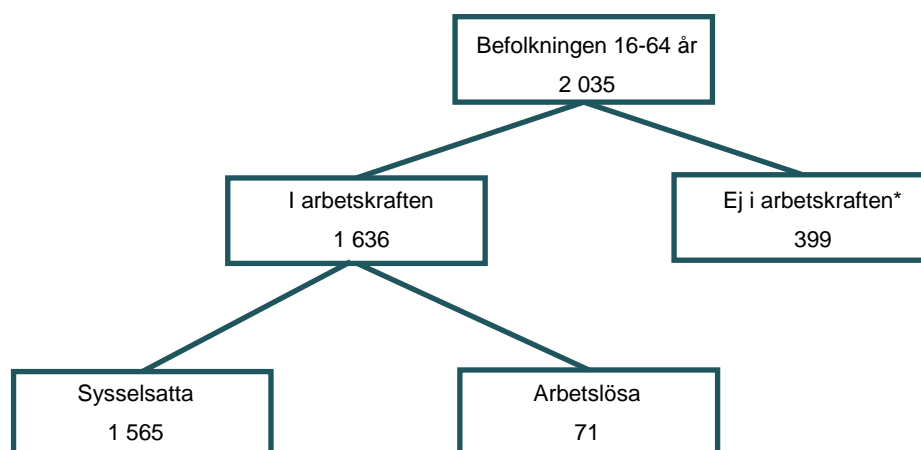 Befolkningen 16-64 år
2 035
I arbetskraften
1 636
Ej i arbetskraften*
399
Sysselsatta
1 565
Arbetslösa
71